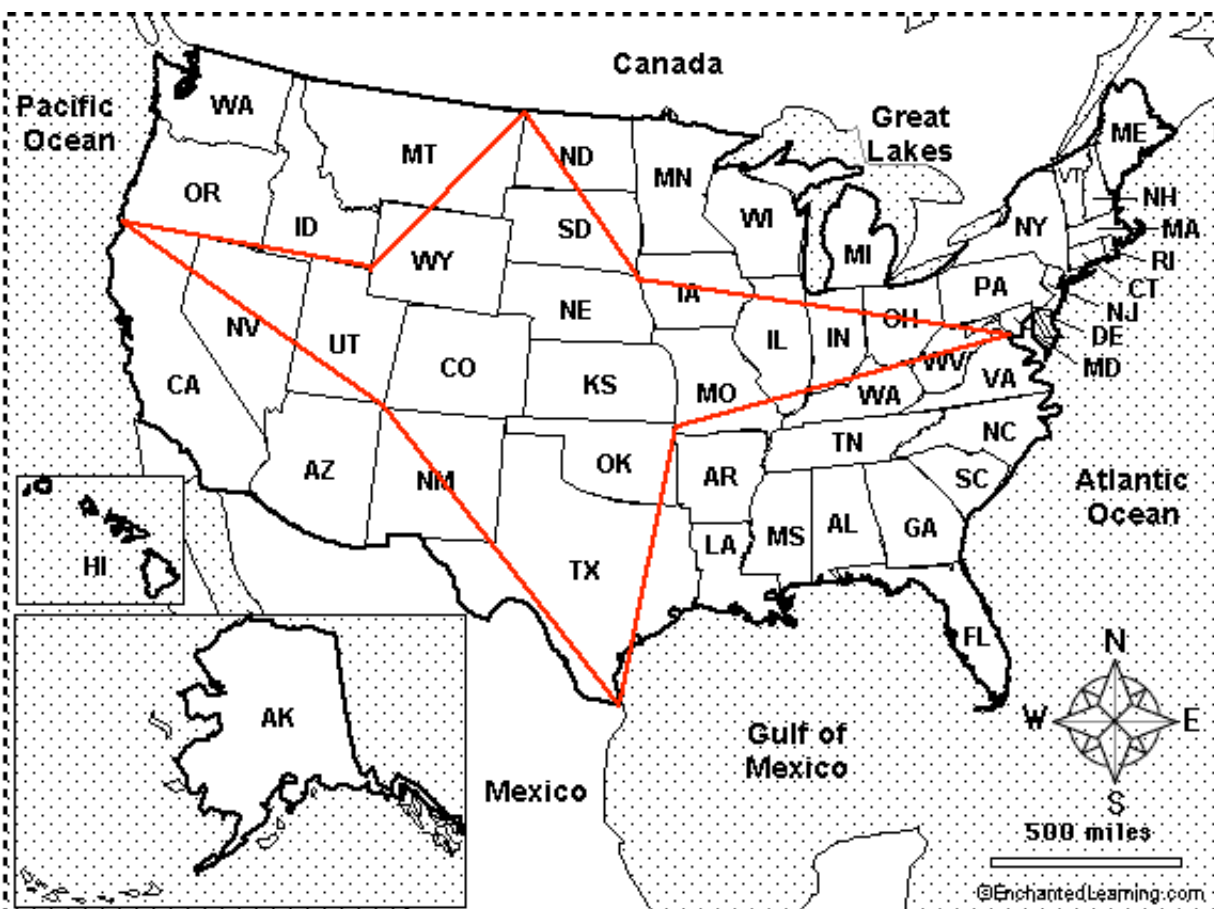 Canada
Pacific
Ocean
WA
MT
ND
MN
Great
Lakes
ME
VT
NH
OR
ID
WY
SD
WI
MI
NY
MA
RI
CT
PA
NJ
IA
NE
NV
UT
CO
IL
IN
OH
DE
MD
WV
VA
CA
KS
MO
WA
TN
NC
AZ
NM
OK
AR
SC
Atlantic
Ocean
HI
TX
LA
MS
AL
GA
FL
AK
Mexico
Gulf of
Mexico
N
W
E
S
500 miles
©EnchantedLearning.com